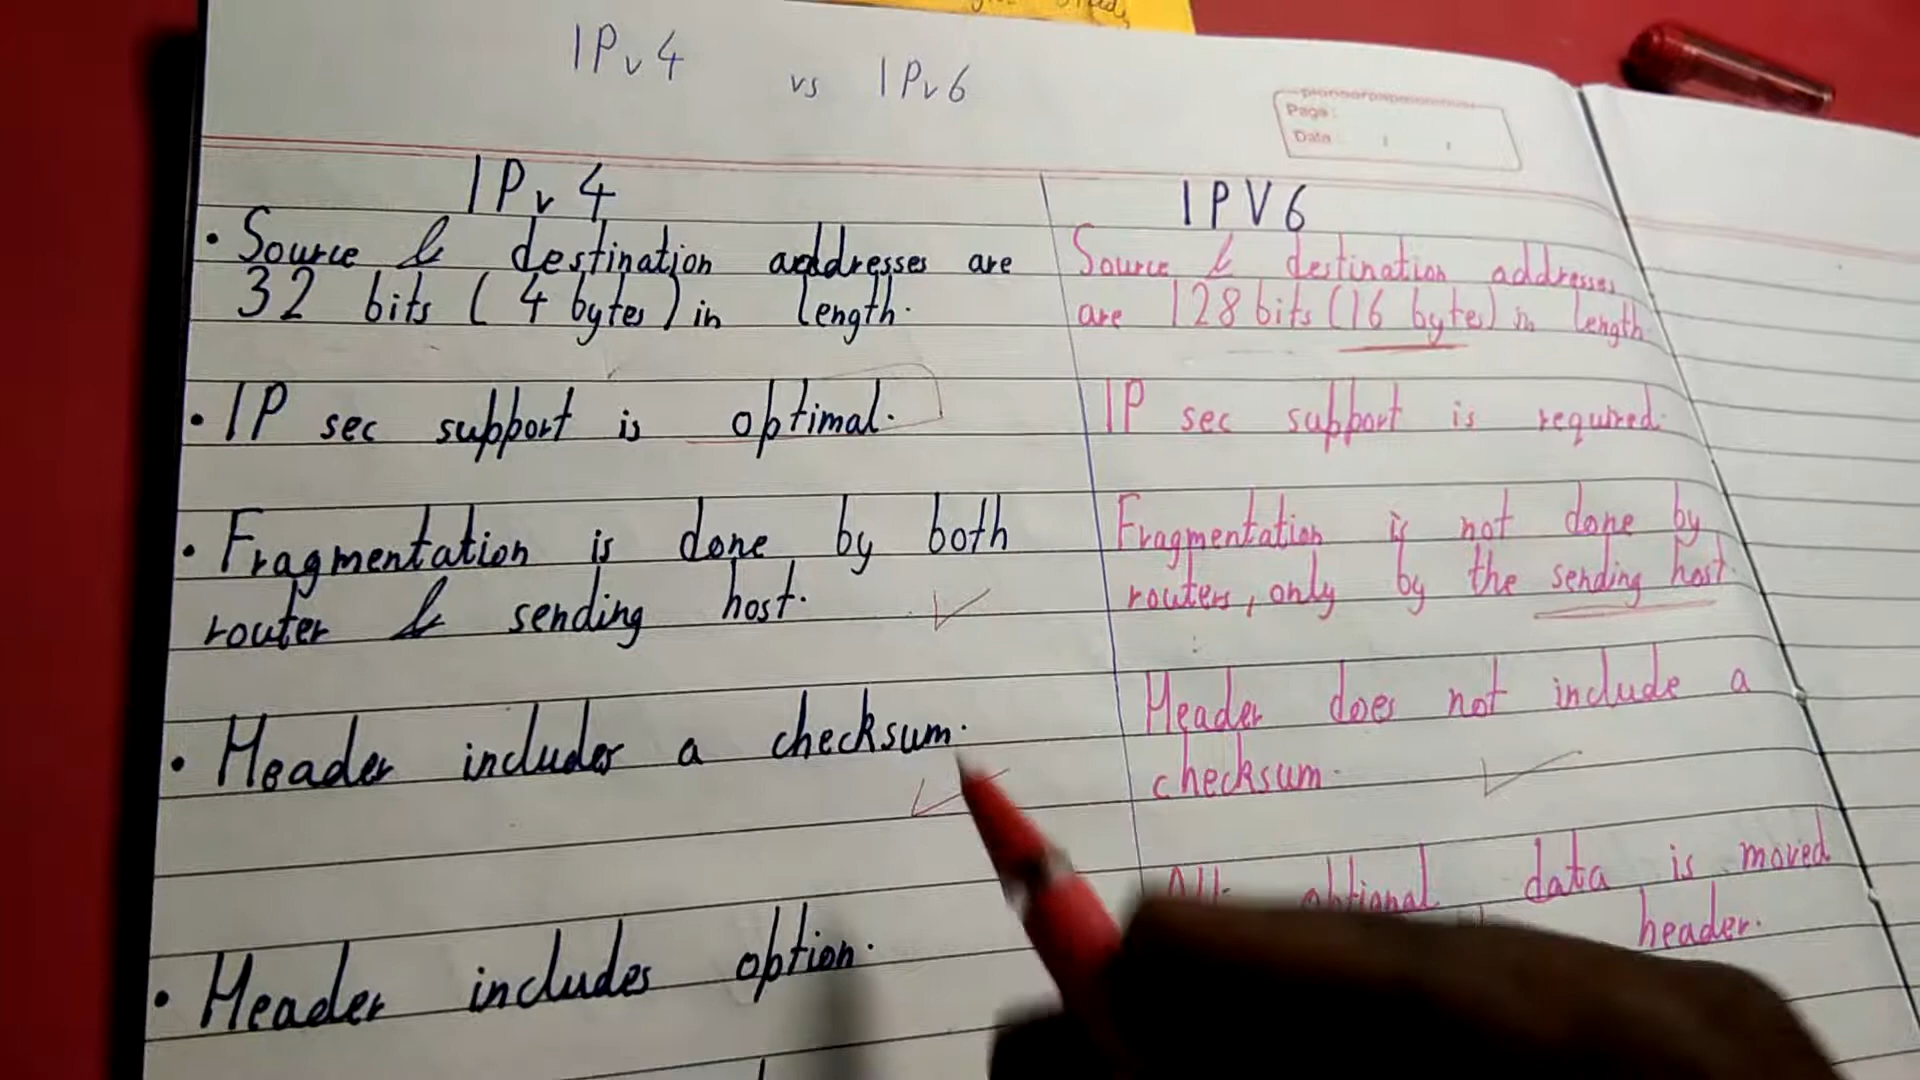 IPv4 vs IPv6
Page :
Date :
IPv4
• Source & destination addresses are
32 bits (4 bytes) in length.
• IP sec support is optimal.
• Fragmentation is done by both
router & sending host.
• Header includes a checksum.
• Header includes option.
IPV6
Source & destination addresses
are 128 bits (16 bytes) in length
IP sec support is required.
Fragmentation is not done by
routers, only by the sending host.
Header does not include a
checksum.
optional data is moved
header.